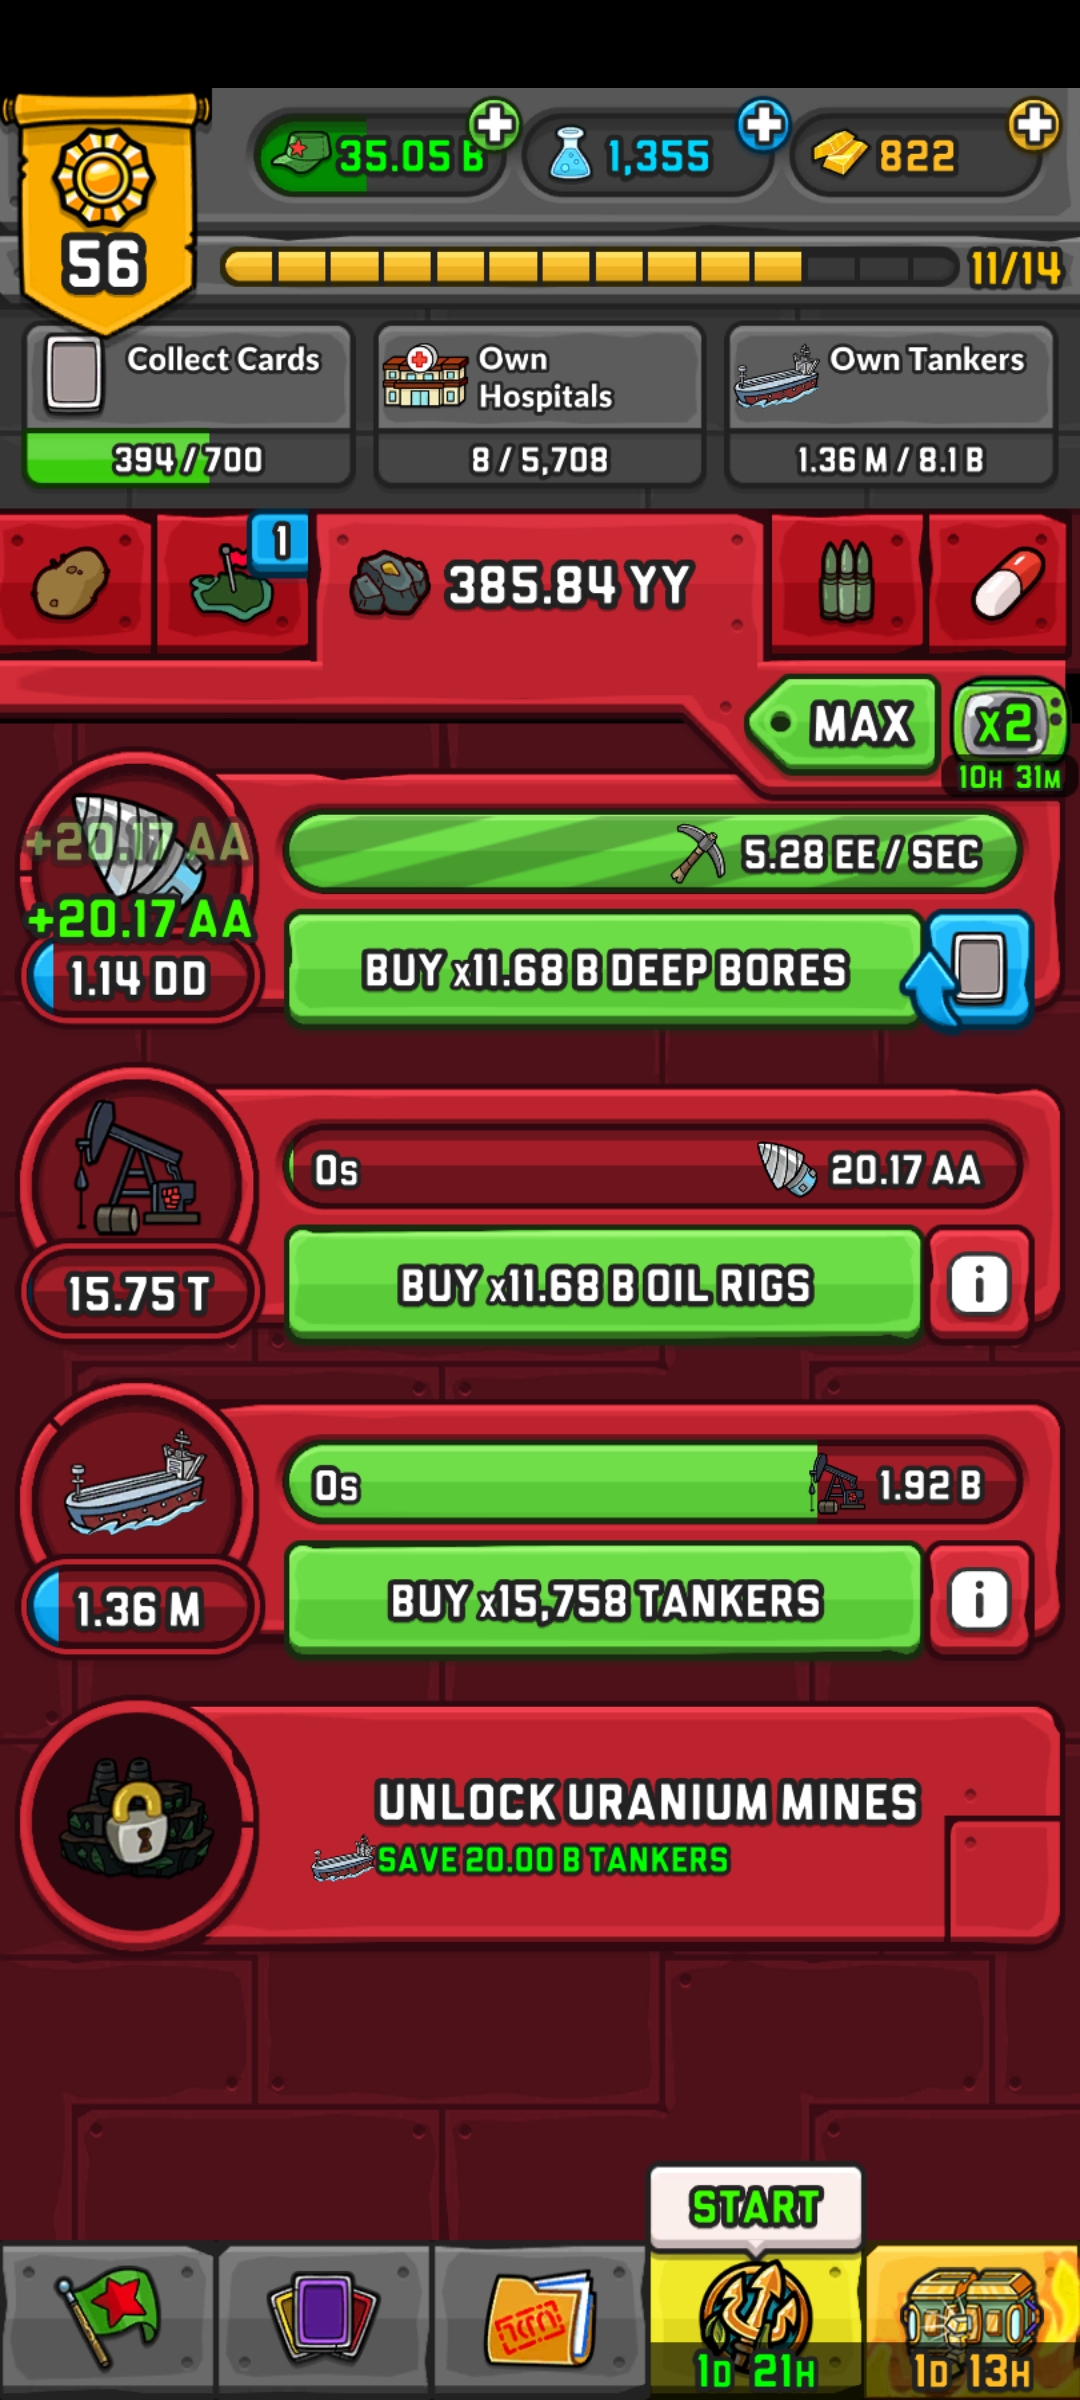 35.05 B
1,355
822
56
11/14
Collect Cards
394/700
Own
Hospitals
8/5,708
Own Tankers
1.36 M/8.1 B
1
385.84 YY
MAX
x2
10H 31M
+20.17 AA
+20.17 AA
1.14 DD
5.28 EE/SEC
BUY x11.68 B DEEP BORES
0s
20.17 AA
15.75 T
BUY x11.68 B OIL RIGS
i
0s
1.92 B
1.36 M
BUY x15,758 TANKERS
i
UNLOCK URANIUM MINES
SAVE 20.00 B TANKERS
START
1D 21H
1D 13H